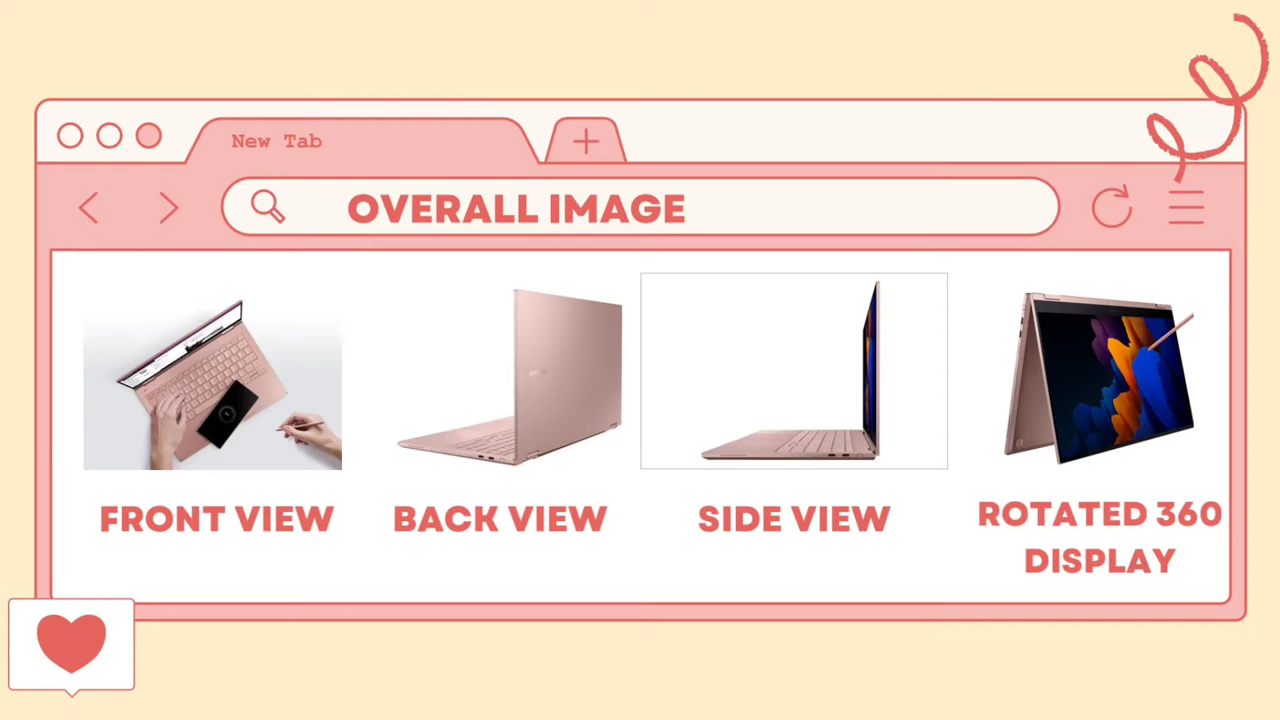 New Tab
OVERALL IMAGE
FRONT VIEW
BACK VIEW
SIDE VIEW
ROTATED 360
DISPLAY